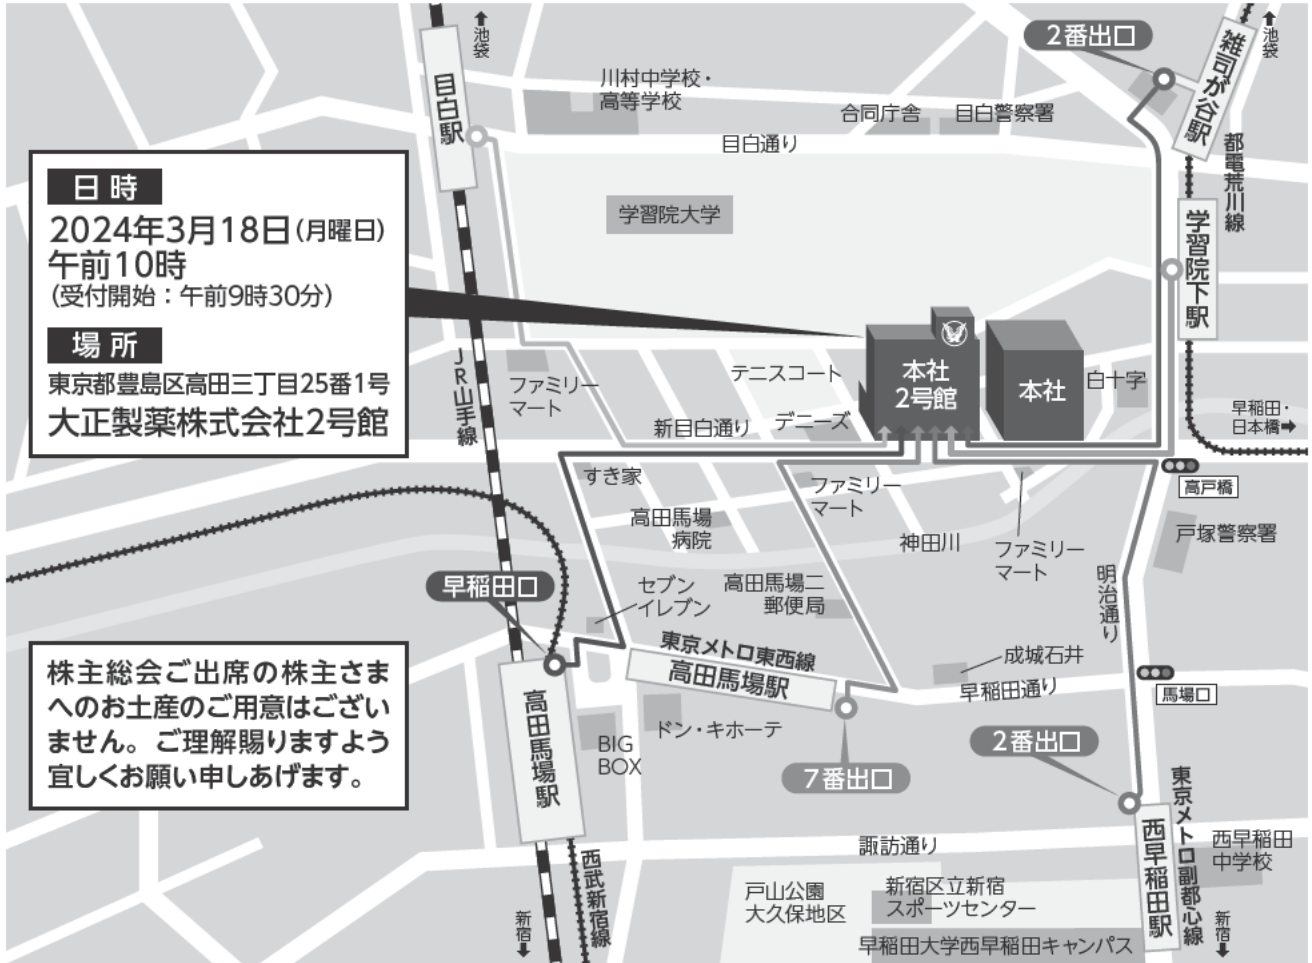 池袋
目白駅
川村中学校・
高等学校
合同庁舎
目白警察署
目白通り
2番出口
雑司が谷駅
池袋
都電荒川線
学習院下駅
学習院大学
日時
2024年3月18日(月曜日)
午前10時
(受付開始：午前9時30分)
場所
東京都豊島区高田三丁目25番1号
大正製薬株式会社2号館
JR山手線
ファミリー
マート
テニスコート
新目白通り
デニーズ
本社
2号館
本社
白十字
早稲田・
日本橋
高戸橋
戸塚警察署
すき家
ファミリー
マート
高田馬場
病院
神田川
ファミリー
マート
明治通り
早稲田口
セブン
イレブン
高田馬場二
郵便局
東京メトロ東西線
高田馬場駅
成城石井
早稲田通り
馬場口
株主総会ご出席の株主さま
へのお土産のご用意はござい
ません。ご理解賜りますよう
宜しくお願い申しあげます。
高田馬場駅
BIG
BOX
ドン・キホーテ
7番出口
2番出口
西早稲田駅
東京メトロ副都心線
西早稲田
中学校
諏訪通り
戸山公園
大久保地区
新宿区立新宿
スポーツセンター
早稲田大学西早稲田キャンパス
西武新宿線
新宿
新宿